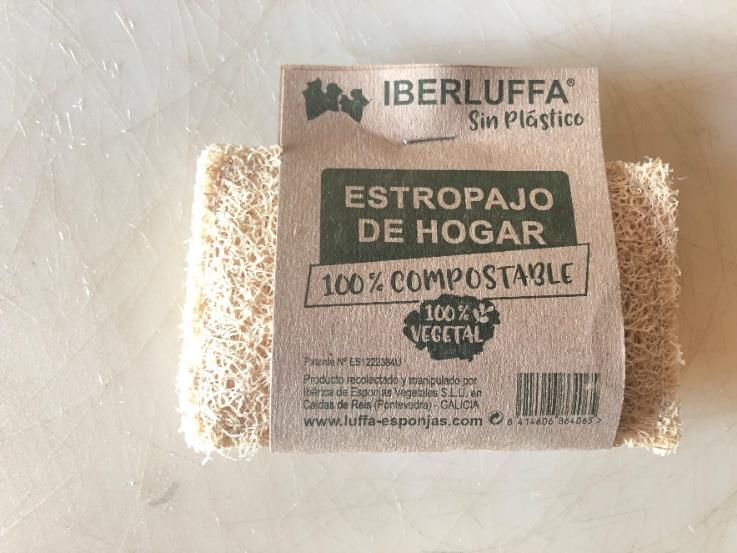 IBERLUFFA®
Sin Plástico
ESTROPAJO
DE HOGAR
100% COMPOSTABLE
100%
VEGETAL
Patente Nº ES1223384U
Producto recolectado y manipulado por
Ibérica de Esponjas Vegetales S.L.U. en
Caldas de Reis (Pontevedra) - GALICIA
www.luffa-esponjas.com
8 414606 364065 >